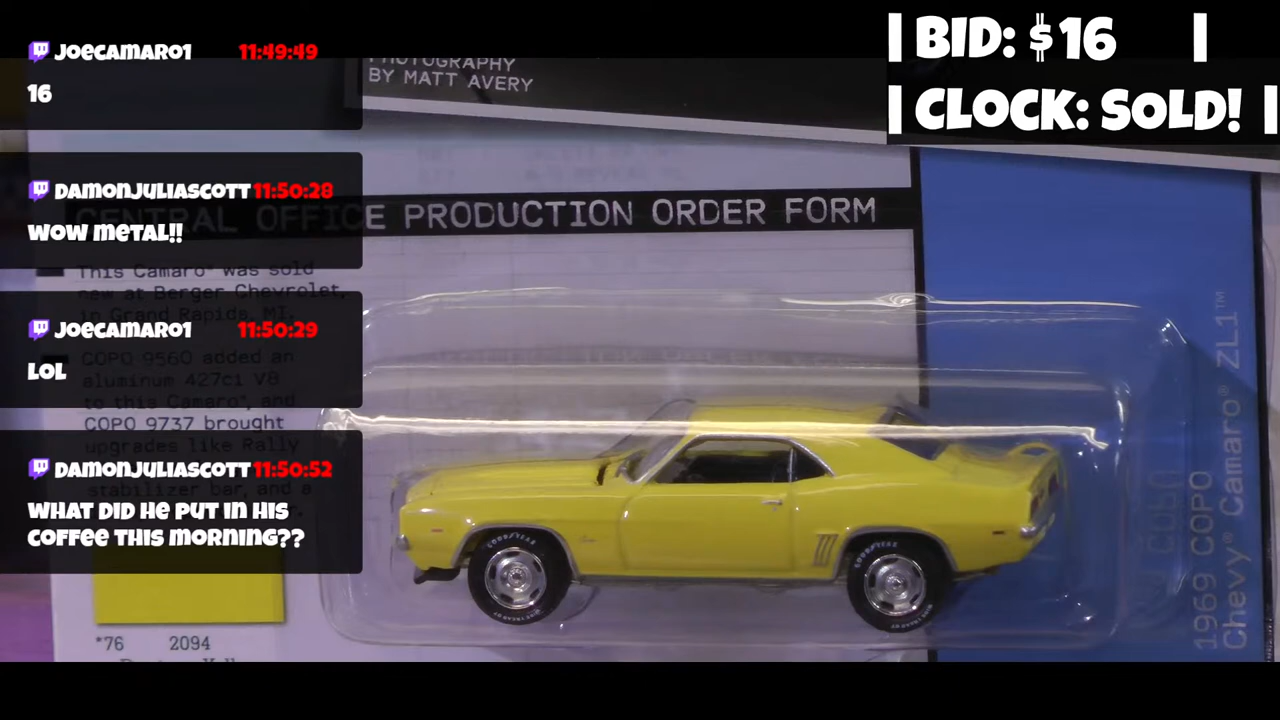 JOECAMARO1 11:49:49
16
DAMONJULIASCOTT 11:50:28
WOW METAL!!
JOECAMARO1 11:50:29
LOL
DAMONJULIASCOTT 11:50:52
WHAT DID HE PUT IN HIS
COFFEE THIS MORNING??
| BID: $16 |
| CLOCK: SOLD! |
PHOTOGRAPHY
BY MATT AVERY
CENTRAL OFFICE PRODUCTION ORDER FORM
This Camaro® was sold
new at Berger Chevrolet,
in Grand Rapids, MI.
COPO 9560 added an
aluminum 427ci V8
to this Camaro®, and
COPO 9737 brought
upgrades like Rally
stabilizer bar, and a
*76 2094
1969 COPO
Chevy® Camaro® ZL1™
GOODYEAR
GOODYEAR